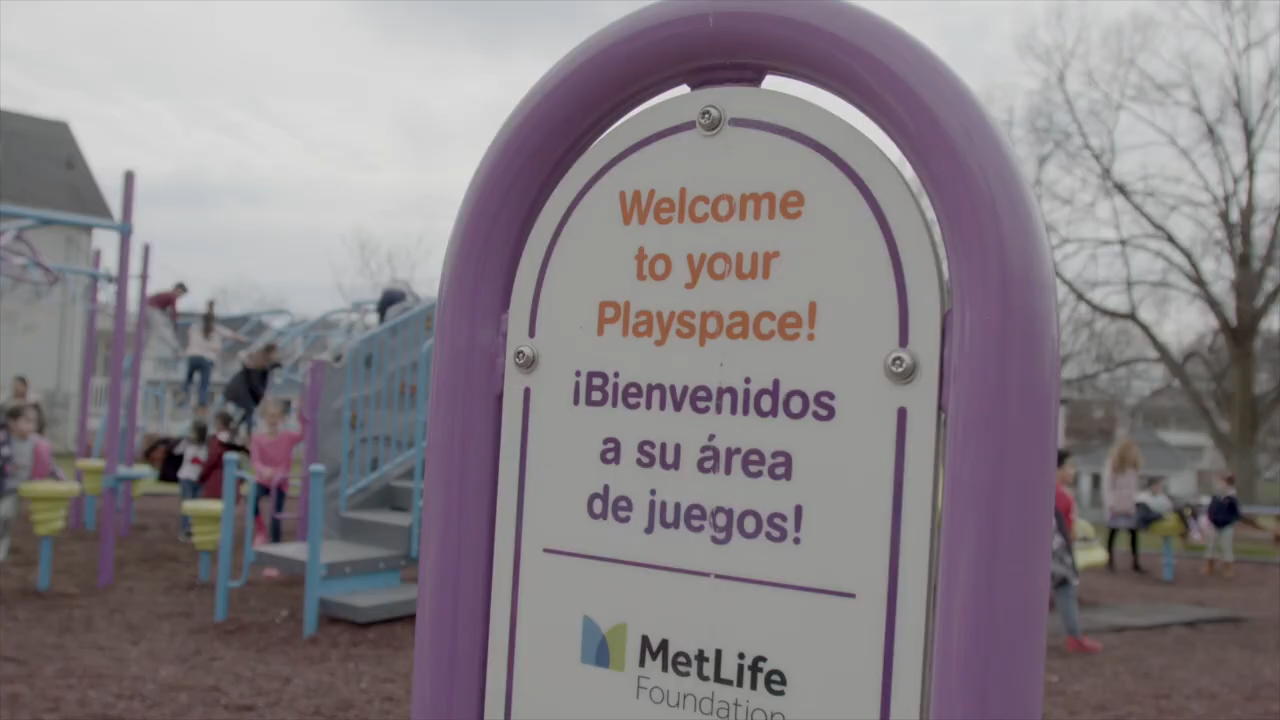 Welcome
to your
Playspace!
¡Bienvenidos
a su área
de juegos!
MetLife
Foundation